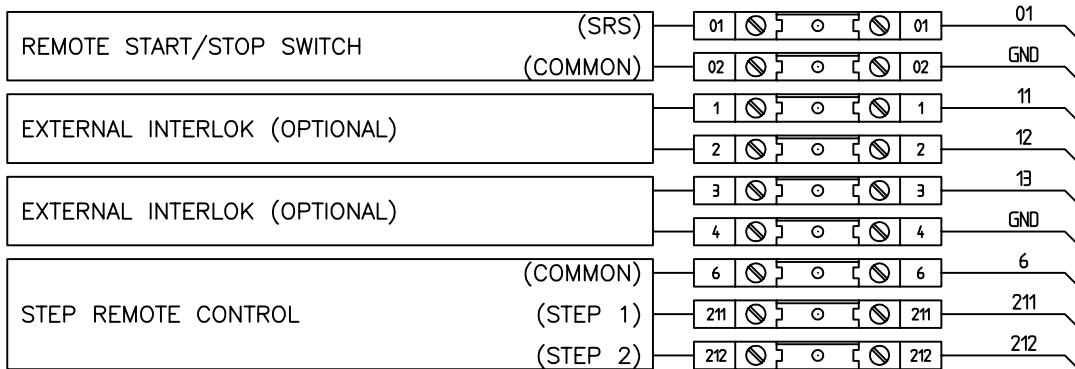 (SRS) 01 01 01
REMOTE START/STOP SWITCH
(COMMON) 02 02 GND
1 1 11
EXTERNAL INTERLOK (OPTIONAL)
2 2 12
3 3 13
EXTERNAL INTERLOK (OPTIONAL)
4 4 GND
(COMMON) 6 6 6
STEP REMOTE CONTROL (STEP 1) 211 211 211
(STEP 2) 212 212 212